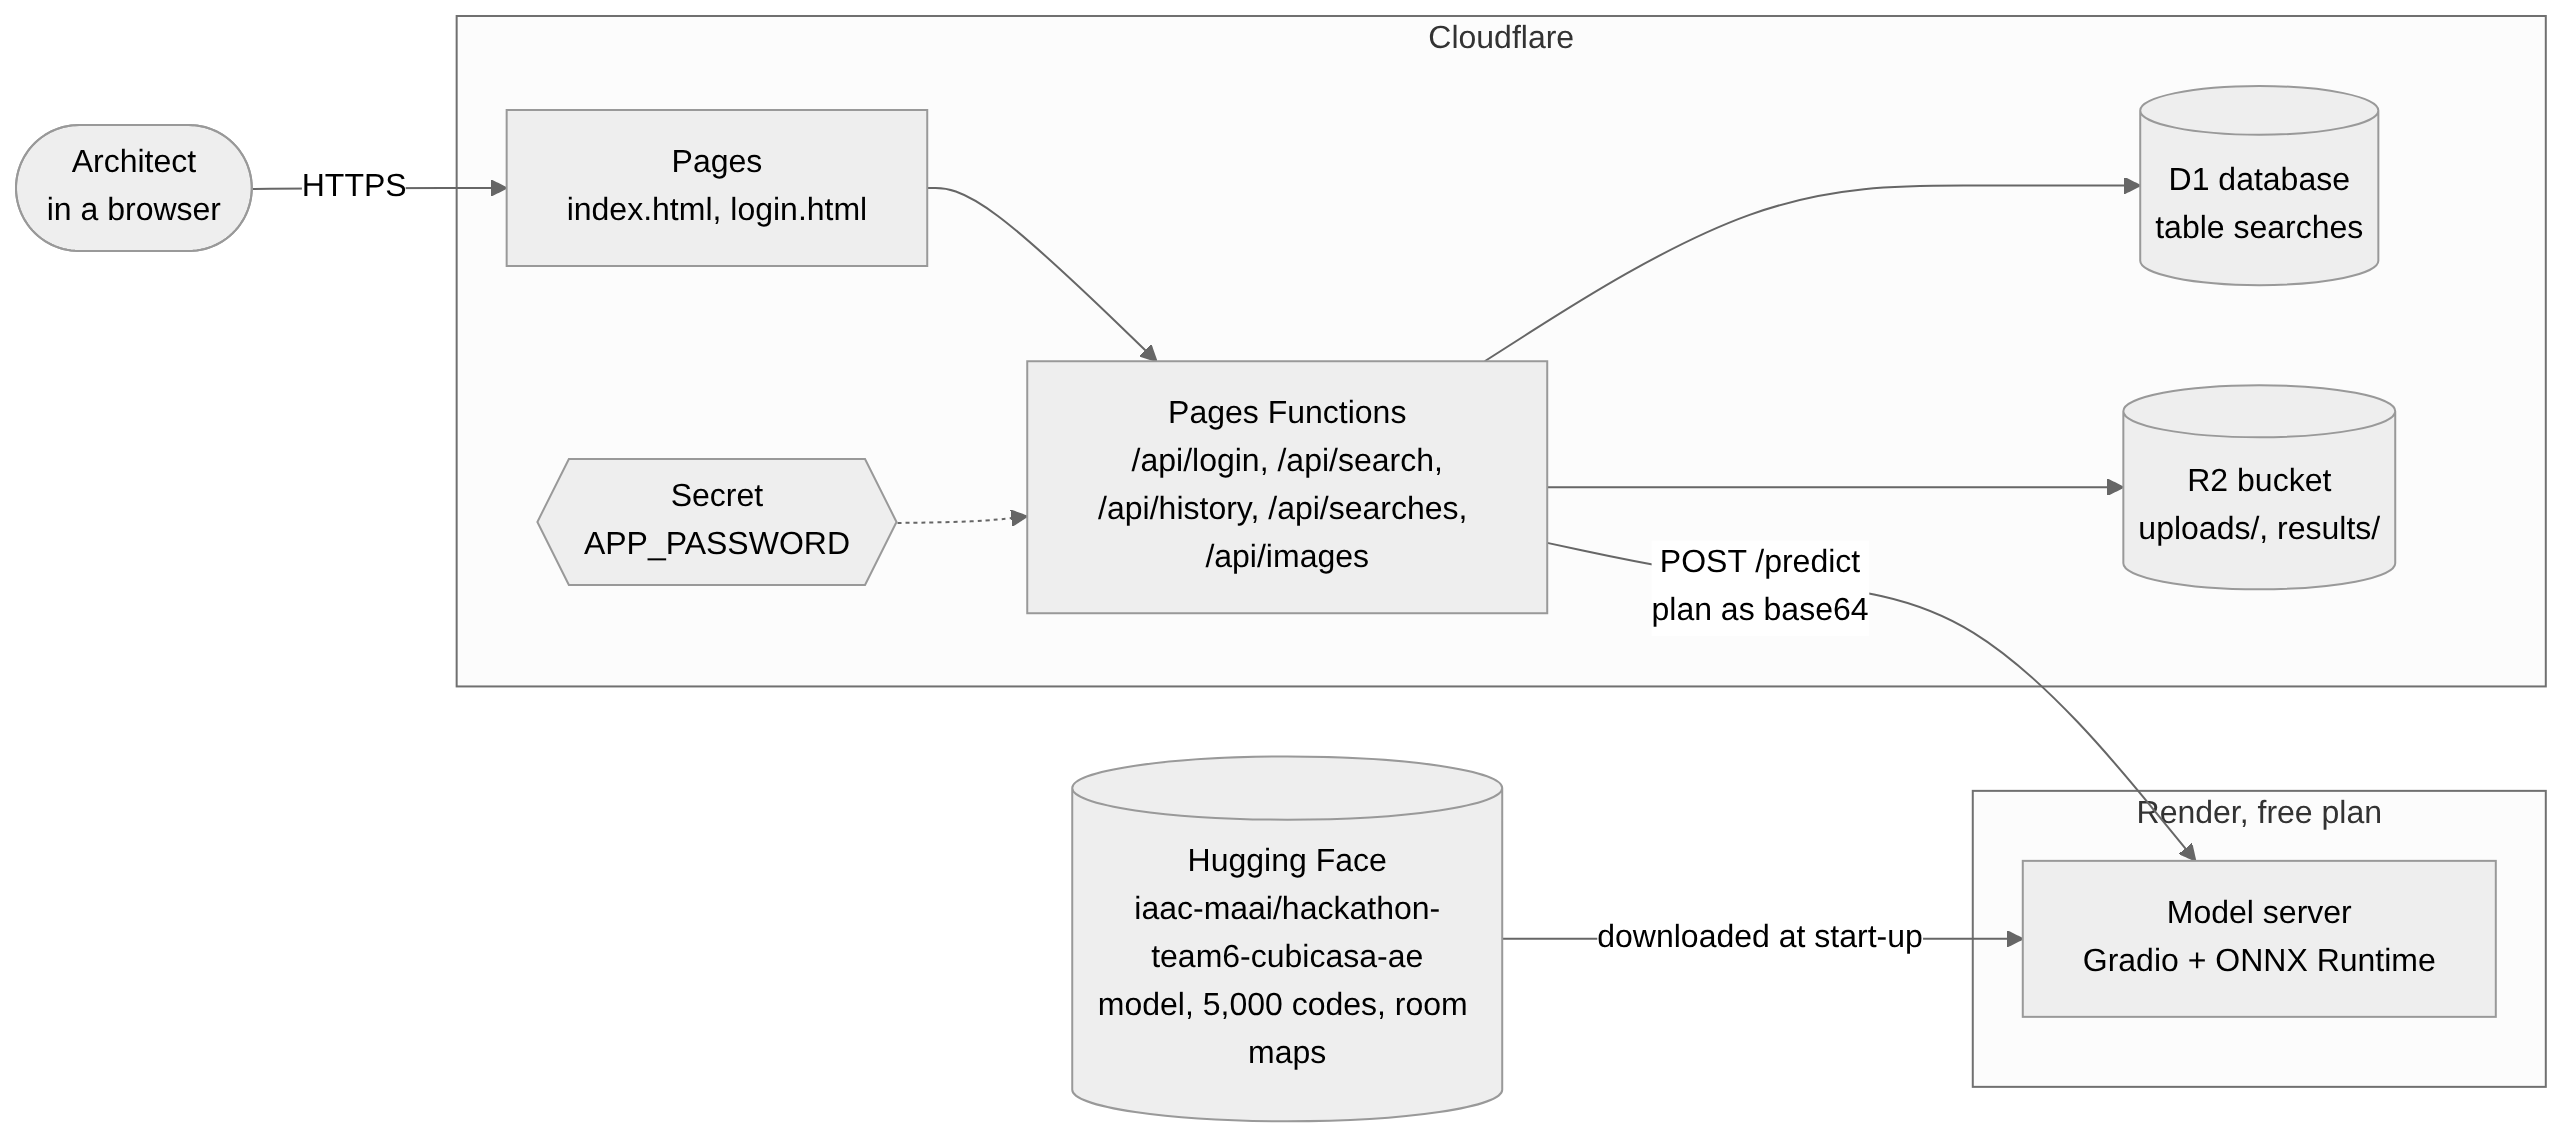 Cloudflare
Architect
in a browser
HTTPS
Pages
index.html, login.html
D1 database
table searches
Secret
APP_PASSWORD
Pages Functions
/api/login, /api/search,
/api/history, /api/searches,
/api/images
R2 bucket
uploads/, results/
POST /predict
plan as base64
Hugging Face
iaac-maai/hackathon-
team6-cubicasa-ae
model, 5,000 codes, room
maps
downloaded at start-up
Render, free plan
Model server
Gradio + ONNX Runtime